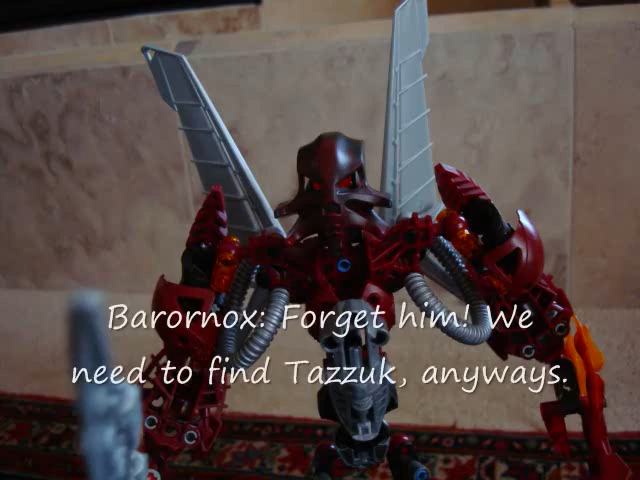 Barornox: Forget him! We
need to find Tazzuk, anyways.